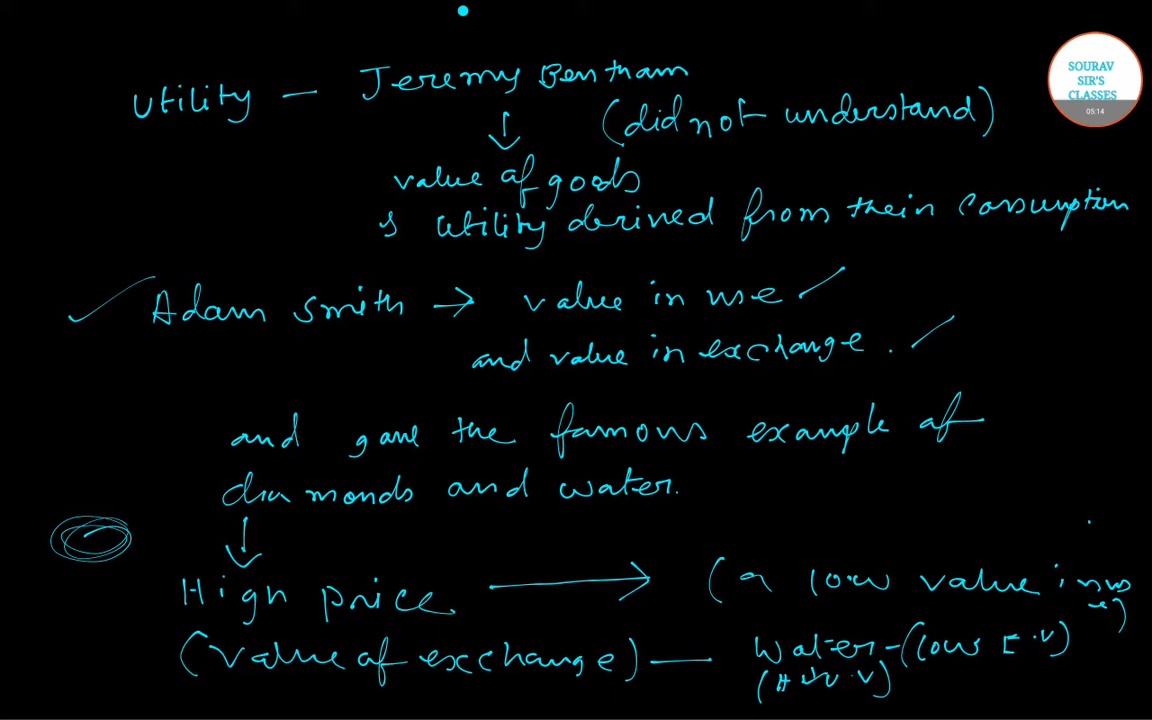 Utility — Jeremy Bentham
(did not understand)
value of goods
is utility derived from their consumption
Adam Smith → value in use
and value in exchange.
and gave the famous example of
diamonds and water.
High price. → (a low value in use)
(value of exchange) — Water - (low E.V)
SOURAV
SIR'S
CLASSES
05:14